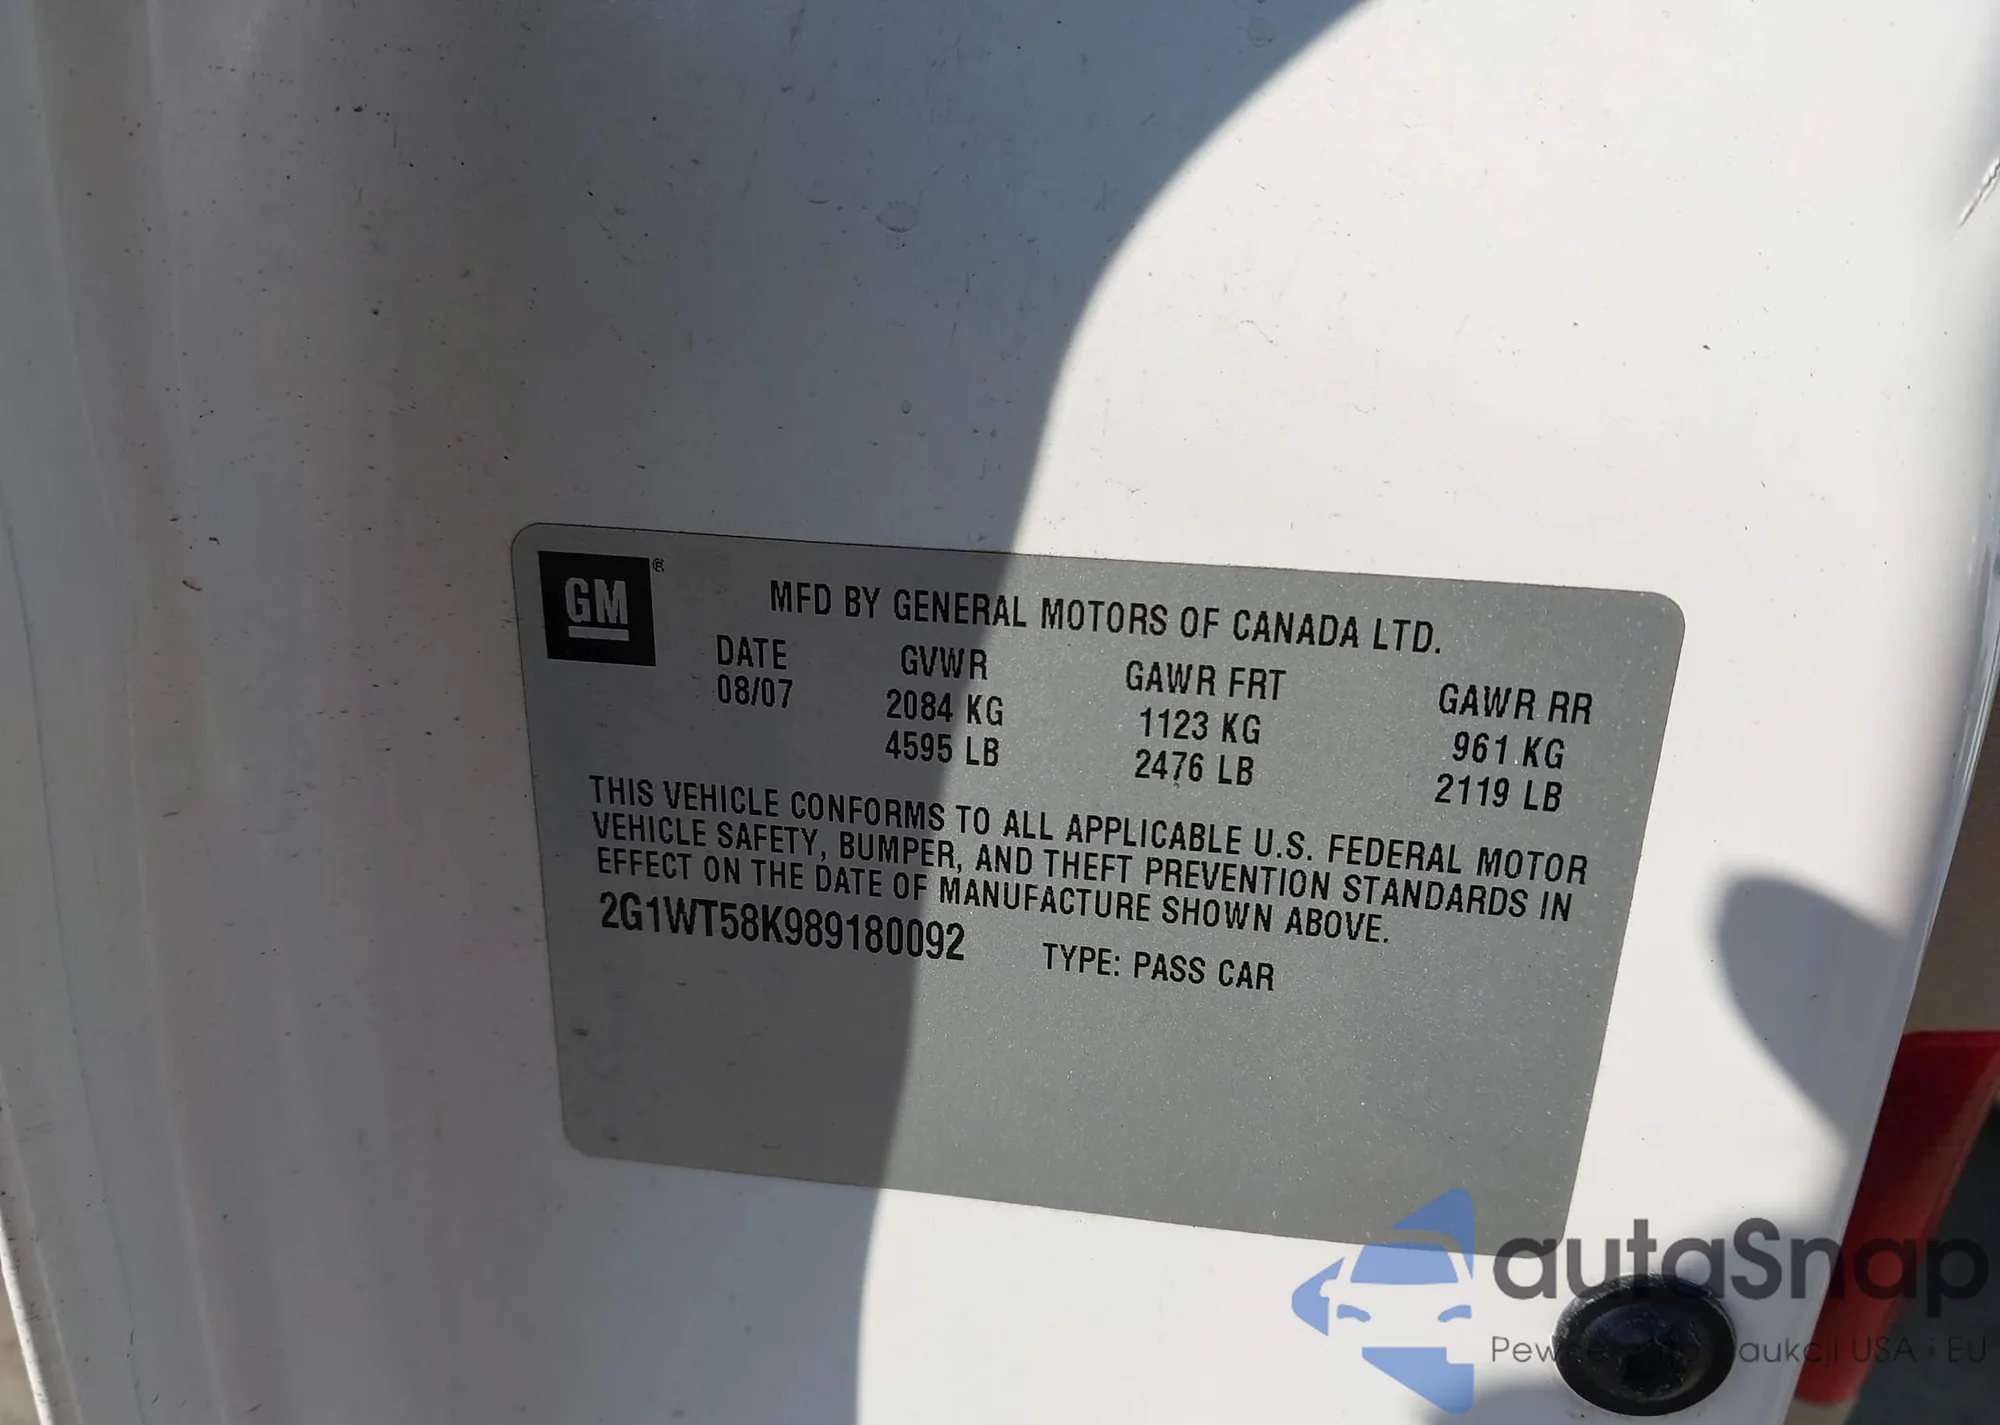 GM ®
MFD BY GENERAL MOTORS OF CANADA LTD.
DATE GVWR GAWR FRT GAWR RR
08/07 2084 KG 1123 KG 961 KG
4595 LB 2476 LB 2119 LB
THIS VEHICLE CONFORMS TO ALL APPLICABLE U.S. FEDERAL MOTOR
VEHICLE SAFETY, BUMPER, AND THEFT PREVENTION STANDARDS IN
EFFECT ON THE DATE OF MANUFACTURE SHOWN ABOVE.
2G1WT58K989180092 TYPE: PASS CAR
autaSnap
aukcji USA i EU